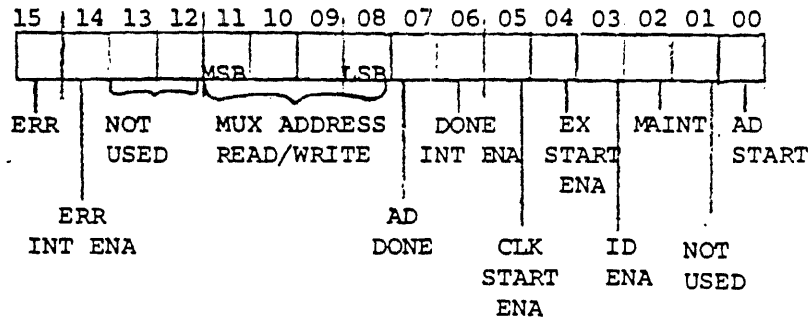 15 14 13 12 11 10 09 08 07 06 05 04 03 02 01 00
MSB LSB
ERR NOT MUX ADDRESS DONE EX MAINT AD
USED READ/WRITE INT ENA START START
ENA
ERR AD
INT ENA DONE CLK ID NOT
START ENA USED
ENA